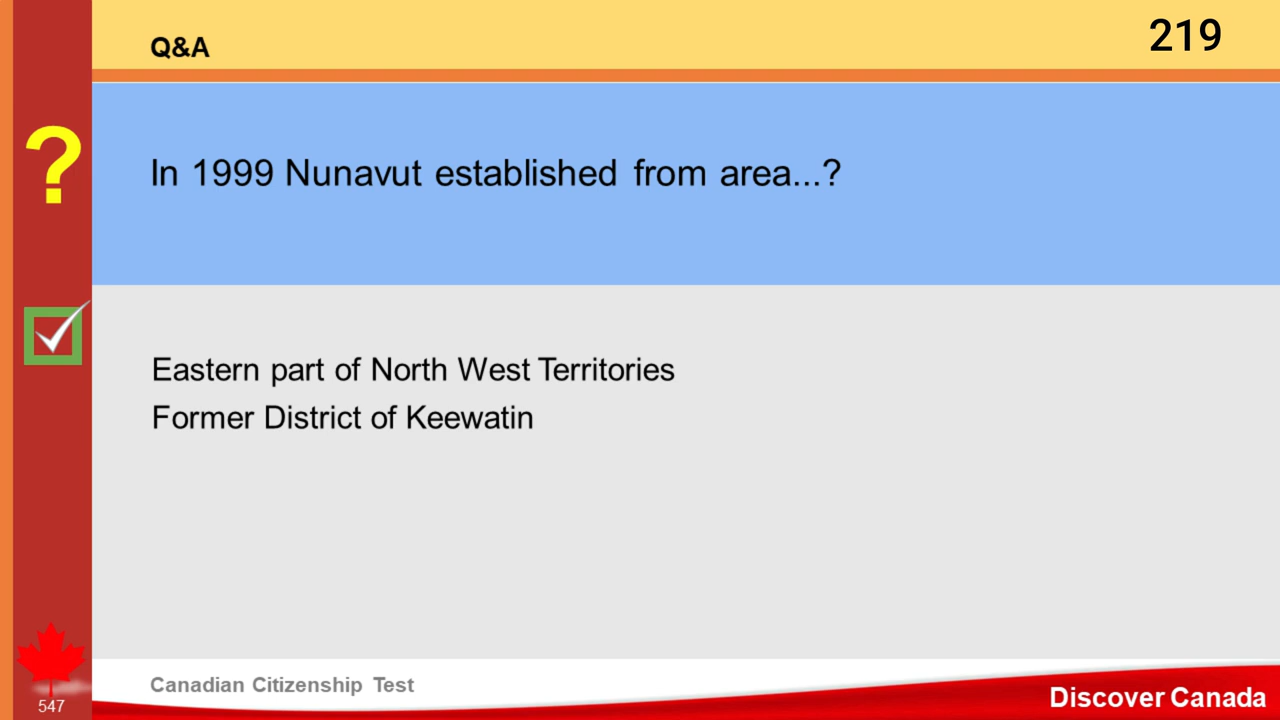 Q&A
219
?
In 1999 Nunavut established from area...?
Eastern part of North West Territories
Former District of Keewatin
Canadian Citizenship Test
547
Discover Canada